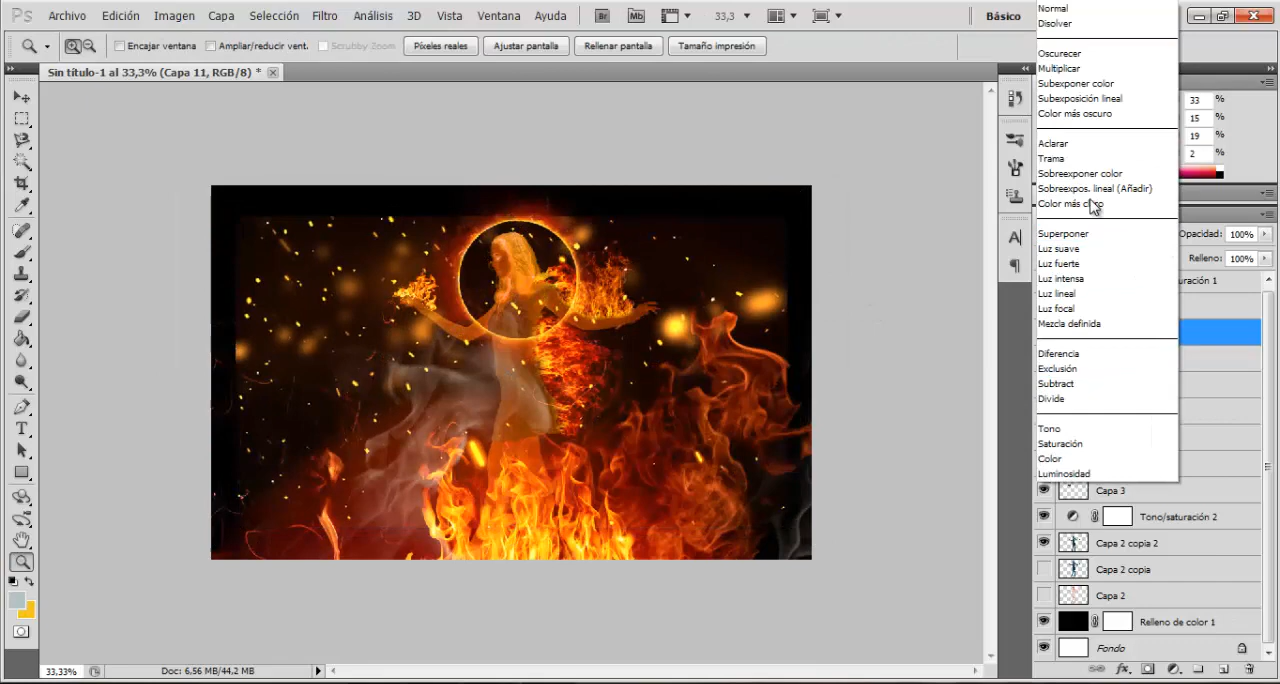 Ps Archivo Edición Imagen Capa Selección Filtro Análisis 3D Vista Ventana Ayuda Br Mb 33,3 Básico
Encajar ventana Ampliar/reducir vent. Scrubby Zoom Píxeles reales Ajustar pantalla Rellenar pantalla Tamaño impresión
Sin título-1 al 33,3% (Capa 11, RGB/8) *
Normal
Disolver
Oscurecer
Multiplicar
Subexponer color
Subexposición lineal
Color más oscuro
Aclarar
Trama
Sobreexponer color
Sobreexpos. lineal (Añadir)
Color más
Superponer
Luz suave
Luz fuerte
Luz intensa
Luz lineal
Luz focal
Mezcla definida
Diferencia
Exclusión
Subtract
Divide
Tono
Saturación
Color
Luminosidad
33 %
15 %
19 %
2 %
Opacidad: 100%
Relleno: 100%
Capa 3
Tono/saturación 2
Capa 2 copia 2
Capa 2 copia
Capa 2
Relleno de color 1
Fondo
33,33% Doc: 6,56 MB/44,2 MB